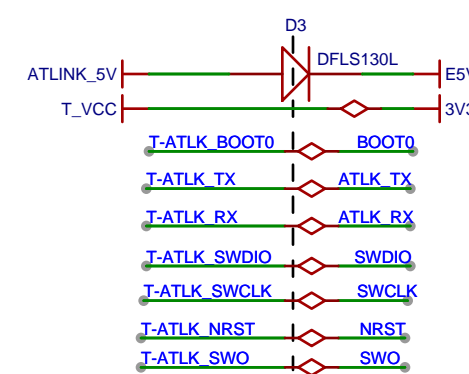 D3
DFLS130L
ATLINK_5V E5V
T_VCC 3V3
T-ATLK_BOOT0 BOOT0
T-ATLK_TX ATLK_TX
T-ATLK_RX ATLK_RX
T-ATLK_SWDIO SWDIO
T-ATLK_SWCLK SWCLK
T-ATLK_NRST NRST
T-ATLK_SWO SWO